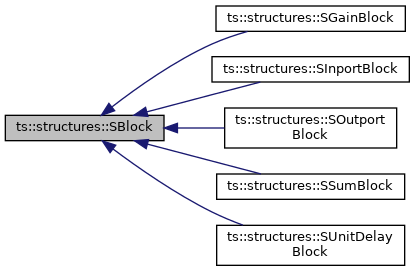 ts::structures::SGainBlock
ts::structures::SInportBlock
ts::structures::SBlock
ts::structures::SOutport
Block
ts::structures::SSumBlock
ts::structures::SUnitDelay
Block